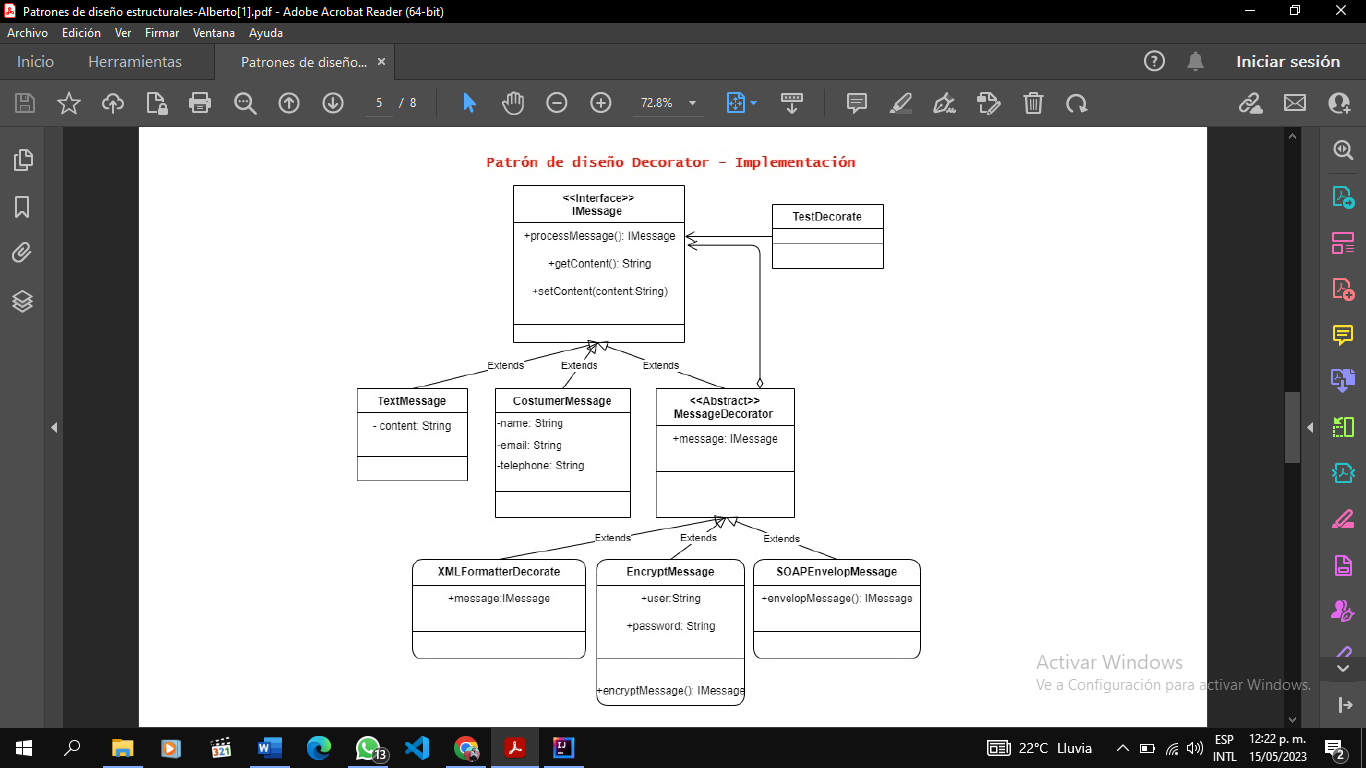 Patrones de diseño estructurales-Alberto[1].pdf - Adobe Acrobat Reader (64-bit)
Archivo Edición Ver Firmar Ventana Ayuda
Inicio Herramientas Patrones de diseño... × Iniciar sesión
5 / 8 72.8%
Patrón de diseño Decorator – Implementación
<<Interface>>
IMessage
+processMessage(): IMessage
+getContent(): String
+setContent(content:String)
TestDecorate
Extends Extends Extends
TextMessage
- content: String
CostumerMessage
-name: String
-email: String
-telephone: String
<<Abstract>>
MessageDecorator
+message: IMessage
Extends Extends Extends
XMLFormatterDecorate
+message:IMessage
EncryptMessage
+user:String
+password: String
+encryptMessage(): IMessage
SOAPEnvelopMessage
+envelopMessage(): IMessage
Activar Windows
Ve a Configuración para activar Windows.
321
13
22°C Lluvia
ESP
INTL
12:22 p. m.
15/05/2023
2